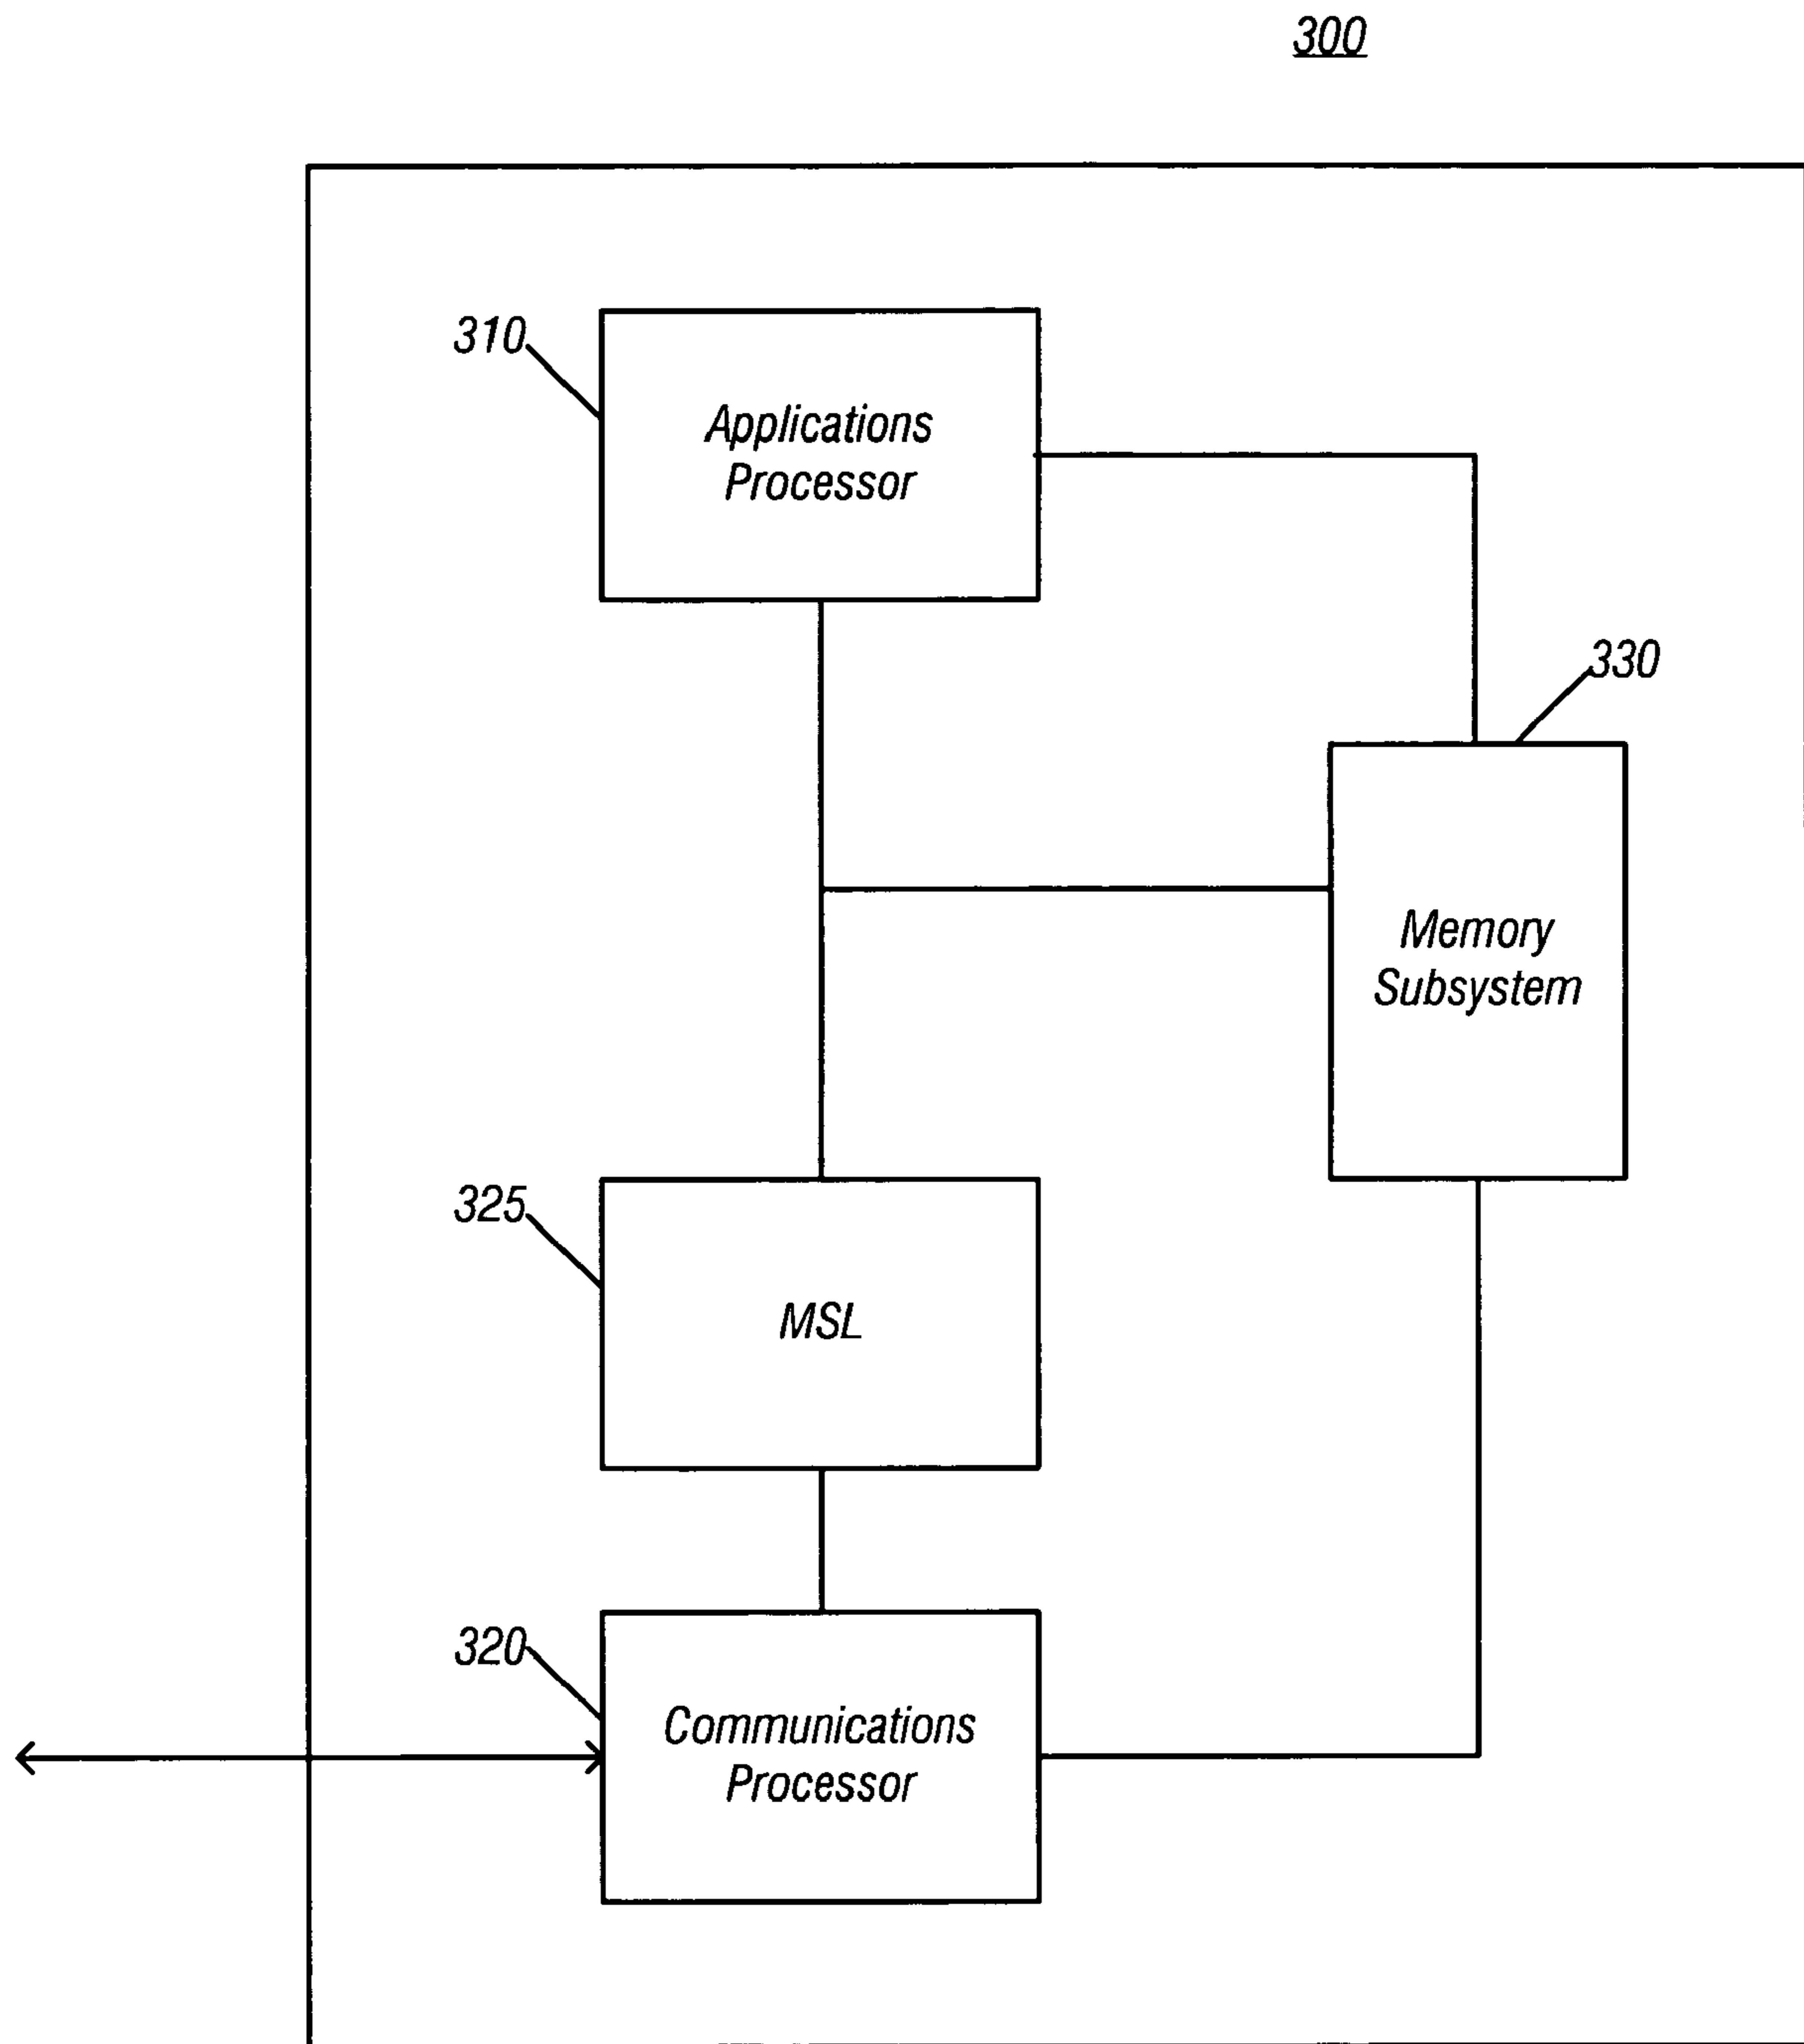 300
310
Applications
Processor
330
Memory
Subsystem
325
MSL
320
Communications
Processor